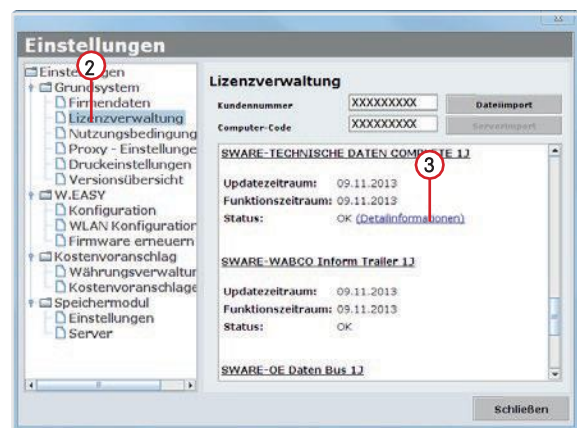 Einstellungen
2
Grundsystem
Firmendaten
Lizenzverwaltung
Nutzungsbedingung
Proxy - Einstellunge
Druckeinstellungen
Versionsübersicht
W.EASY
Konfiguration
WLAN Konfiguration
Firmware erneuern
Kostenvoranschlag
Währungsverwaltur
Kostenvoranschlage
Speichermodul
Einstellungen
Server
Lizenzverwaltung
Kundennummer XXXXXXXXX Dateiimport
Computer-Code XXXXXXXXX Serverimport
SWARE-TECHNISCHE DATEN COMPLETE 1J
3
Updatezeitraum: 09.11.2013
Funktionszeitraum: 09.11.2013
Status: OK (Detailinformationen)
SWARE-WABCO Inform Trailer 1J
Updatezeitraum: 09.11.2013
Funktionszeitraum: 09.11.2013
Status: OK
SWARE-OE Daten Bus 1J
Schließen